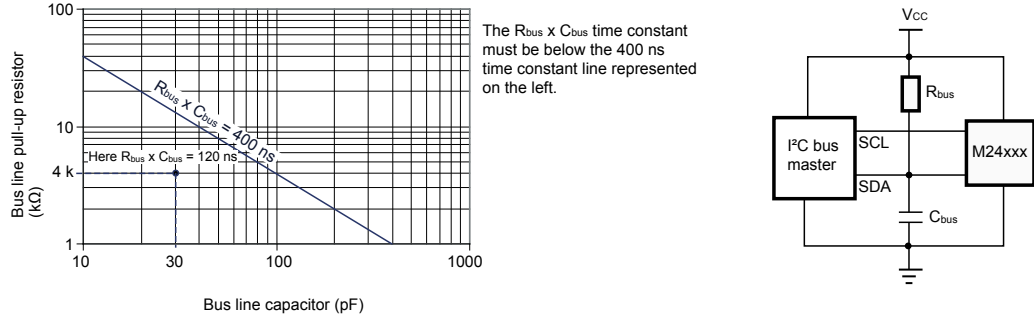 100
10
4 k
1
10
30
100
1000
Bus line pull-up resistor
(kΩ)
Bus line capacitor (pF)
Rbus x Cbus = 400 ns
Here Rbus x Cbus = 120 ns
The Rbus x Cbus time constant
must be below the 400 ns
time constant line represented
on the left.
VCC
Rbus
I²C bus
master
SCL
SDA
M24xxx
Cbus